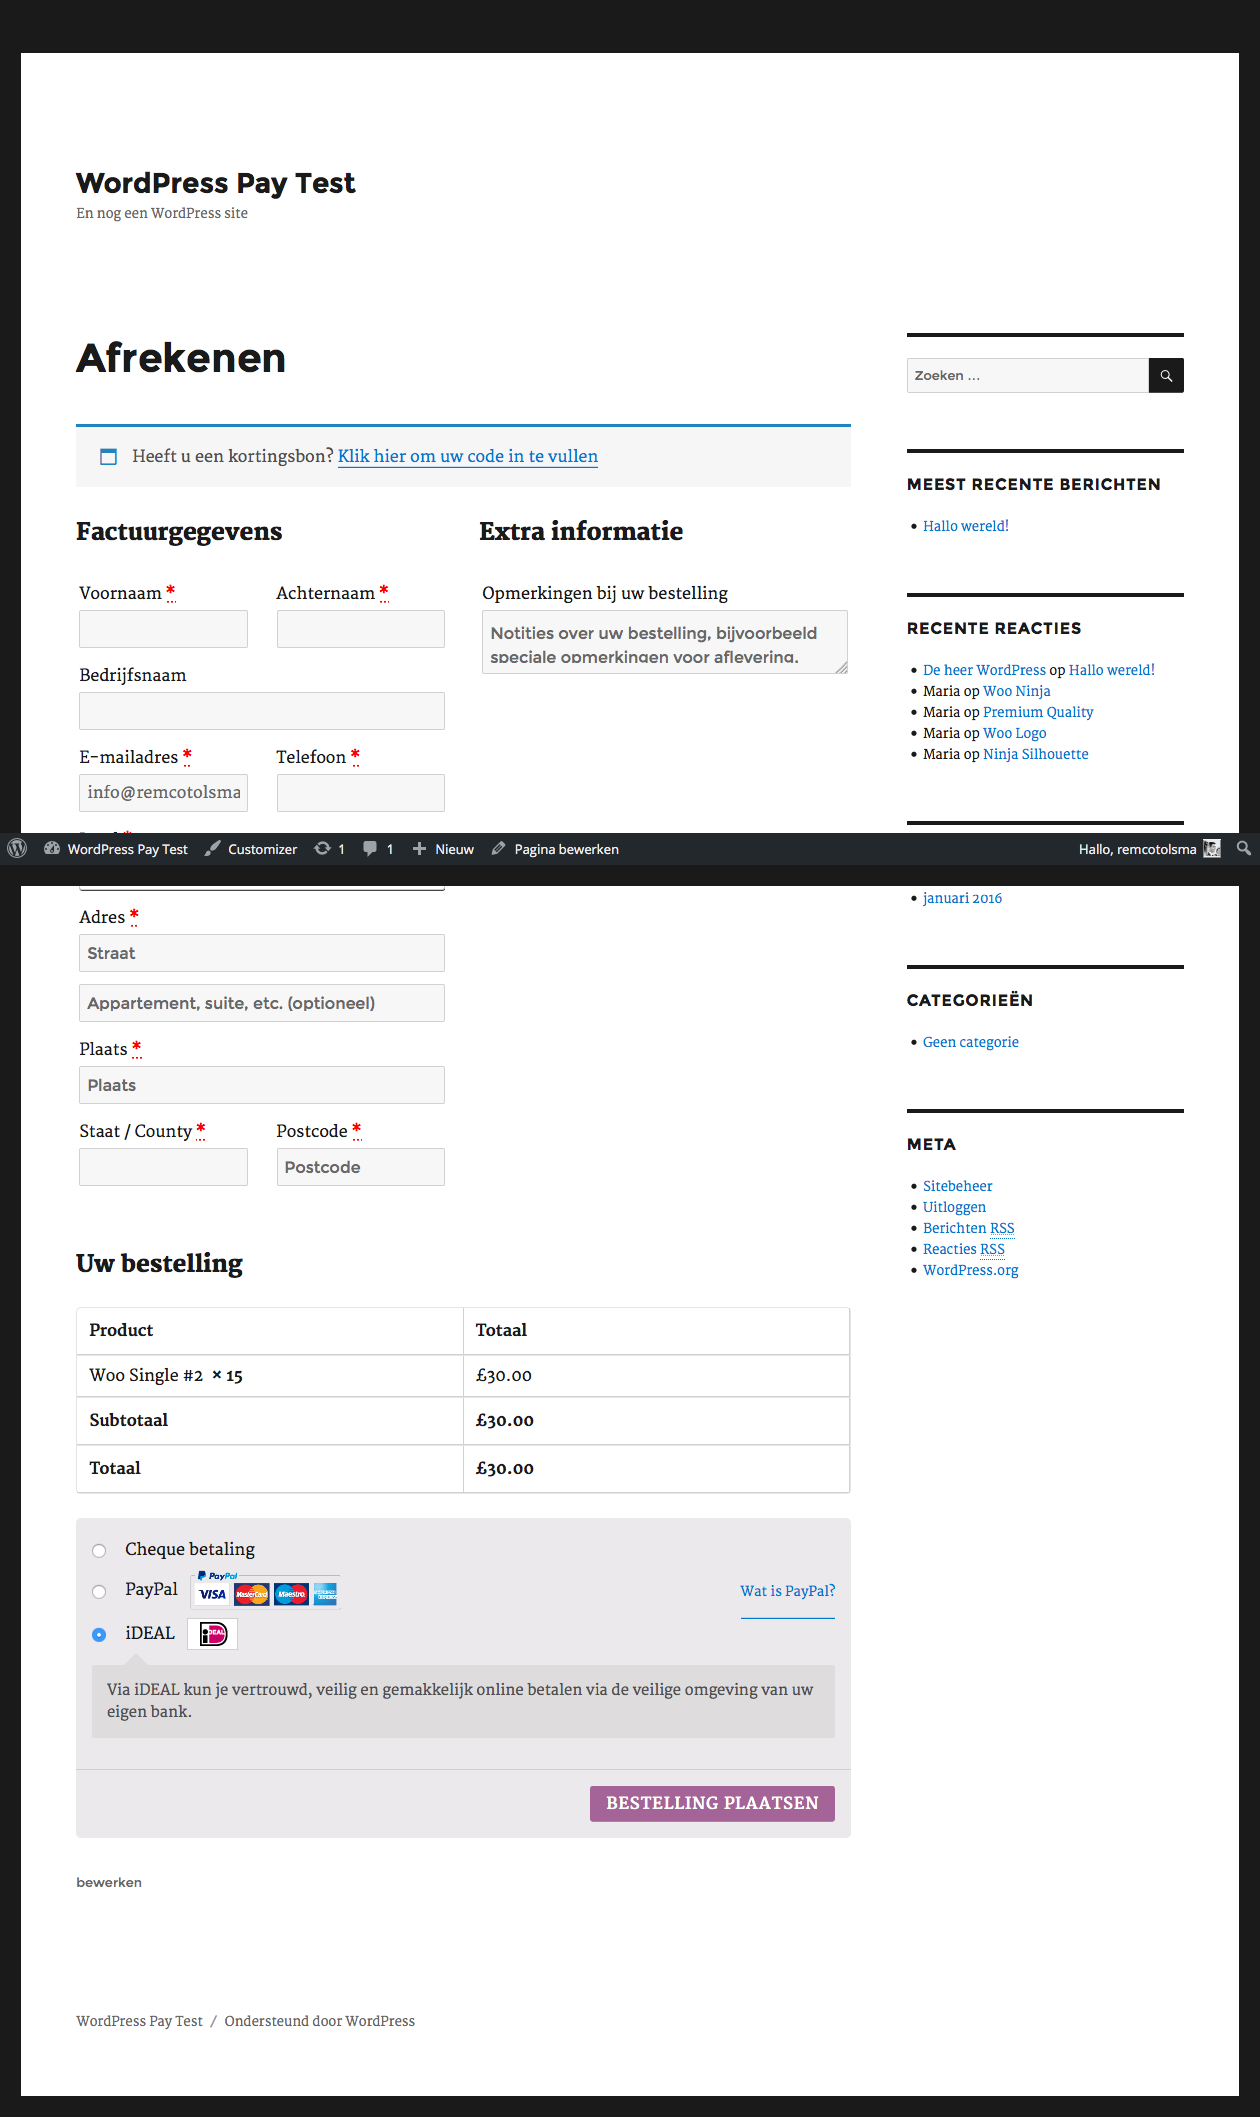 WordPress Pay Test
En nog een WordPress site
Afrekenen
Heeft u een kortingsbon? Klik hier om uw code in te vullen
Factuurgegevens
Voornaam *
Achternaam *
Bedrijfsnaam
E-mailadres *
Telefoon *
info@remcotolsma
Extra informatie
Opmerkingen bij uw bestelling
Notities over uw bestelling, bijvoorbeeld
speciale opmerkingen voor aflevering.
Zoeken …
MEEST RECENTE BERICHTEN
Hallo wereld!
RECENTE REACTIES
De heer WordPress op Hallo wereld!
Maria op Woo Ninja
Maria op Premium Quality
Maria op Woo Logo
Maria op Ninja Silhouette
WordPress Pay Test Customizer 1 1 Nieuw Pagina bewerken Hallo, remcotolsma
Adres *
Straat
Appartement, suite, etc. (optioneel)
Plaats *
Plaats
Staat / County *
Postcode *
Postcode
januari 2016
CATEGORIEËN
Geen categorie
META
Sitebeheer
Uitloggen
Berichten RSS
Reacties RSS
WordPress.org
Uw bestelling
Product Totaal
Woo Single #2 × 15 £30.00
Subtotaal £30.00
Totaal £30.00
Cheque betaling
PayPal PayPal VISA MasterCard Maestro Wat is PayPal?
iDEAL iDEAL
Via iDEAL kun je vertrouwd, veilig en gemakkelijk online betalen via de veilige omgeving van uw
eigen bank.
BESTELLING PLAATSEN
bewerken
WordPress Pay Test / Ondersteund door WordPress